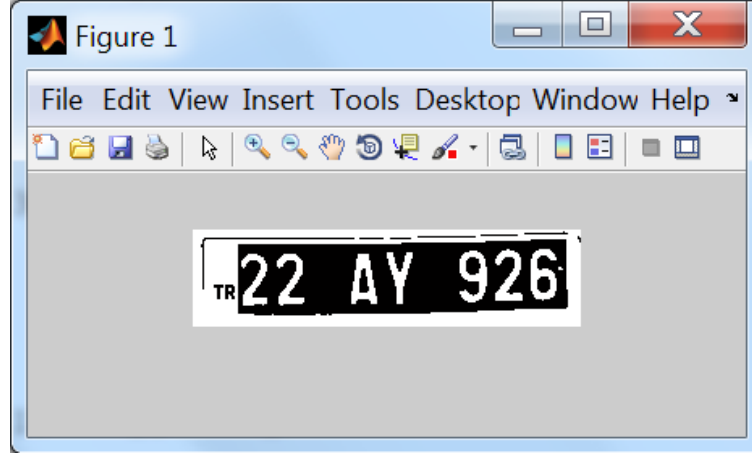 Figure 1
File Edit View Insert Tools Desktop Window Help
TR 22 AY 926